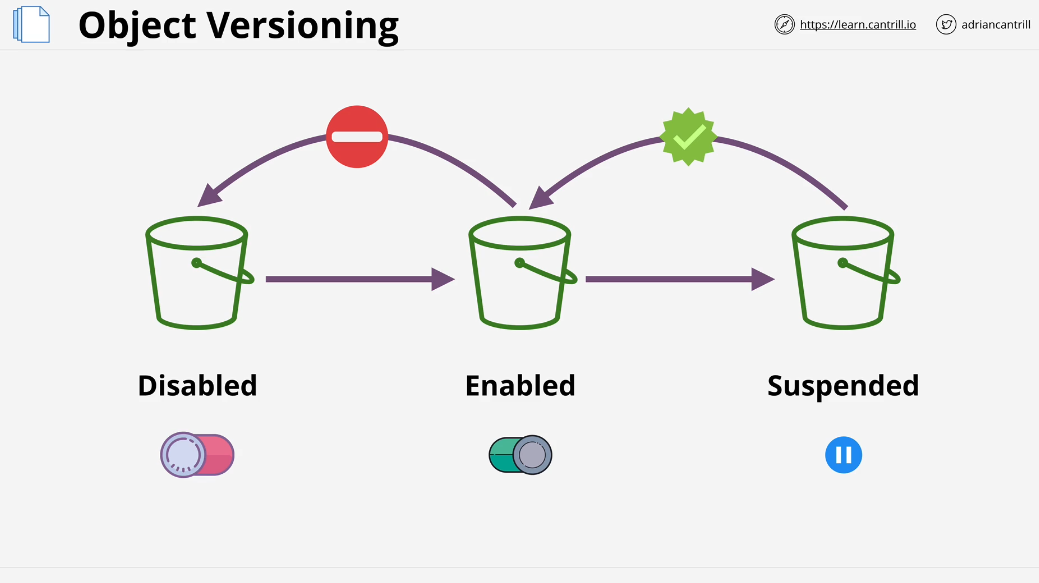 Object Versioning
https://learn.cantrill.io
adriancantrill
Disabled
Enabled
Suspended